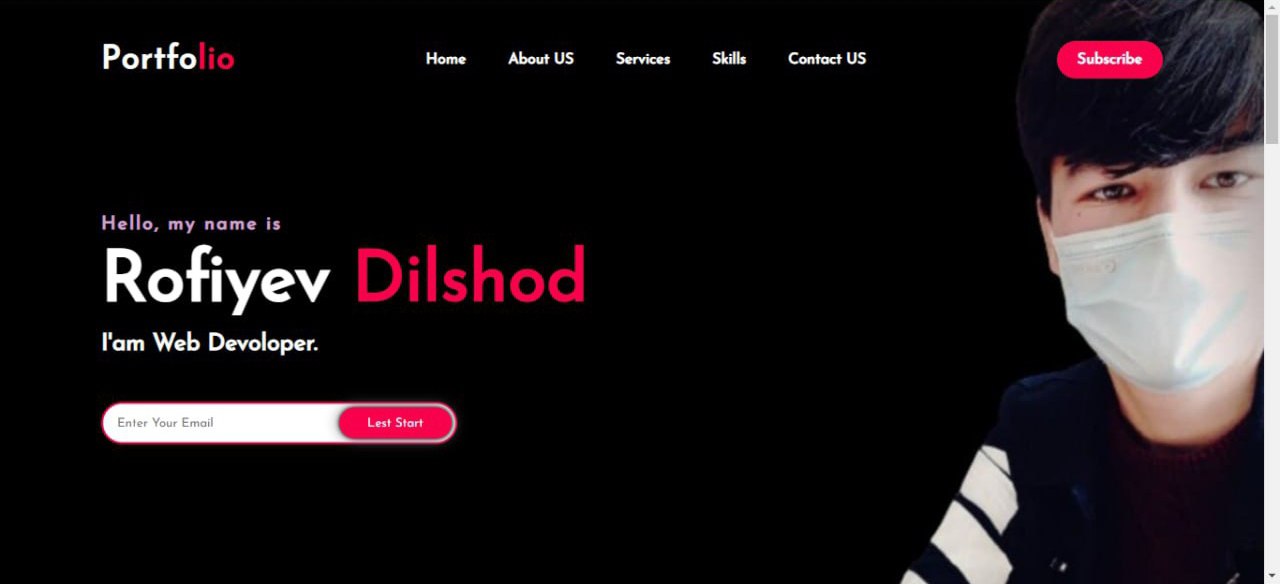 Portfolio
Home About US Services Skills Contact US
Subscribe
Hello, my name is
Rofiyev Dilshod
I'am Web Devoloper.
Enter Your Email
Lest Start